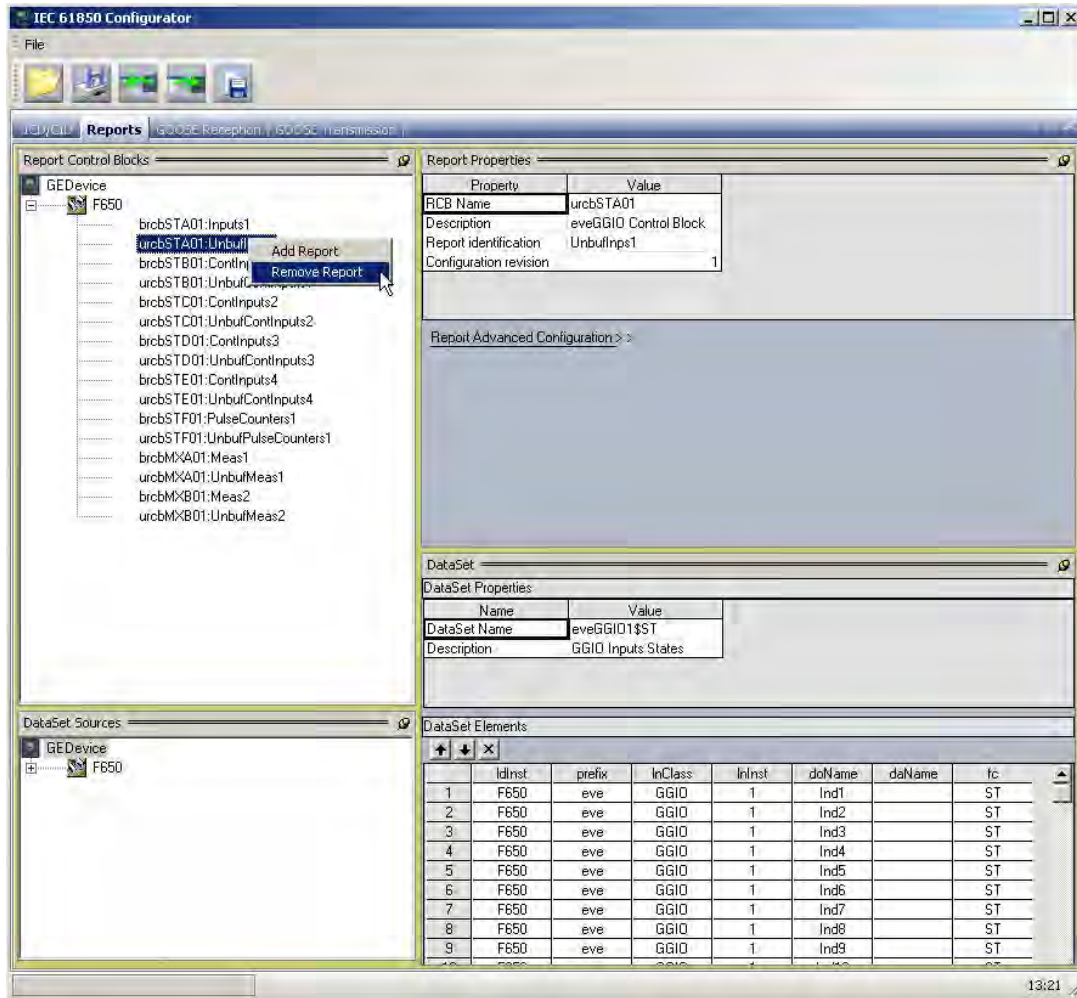 IEC 61850 Configurator
File
ICD/CID Reports GOOSE Reception GOOSE Transmission
Report Control Blocks
GEDevice
F650
brcbSTA01:Inputs1
urcbSTA01:UnbufI
brcbSTB01:ContInp
urcbSTB01:UnbufContInputs1
brcbSTC01:ContInputs2
urcbSTC01:UnbufContInputs2
brcbSTD01:ContInputs3
urcbSTD01:UnbufContInputs3
brcbSTE01:ContInputs4
urcbSTE01:UnbufContInputs4
brcbSTF01:PulseCounters1
urcbSTF01:UnbufPulseCounters1
brcbMXA01:Meas1
urcbMXA01:UnbufMeas1
brcbMXB01:Meas2
urcbMXB01:UnbufMeas2
Add Report
Remove Report
DataSet Sources
GEDevice
F650
Report Properties
Property Value
RCB Name urcbSTA01
Description eveGGIO Control Block
Report identification UnbufInps1
Configuration revision 1
Report Advanced Configuration > >
DataSet
DataSet Properties
Name Value
DataSet Name eveGGIO1$ST
Description GGIO Inputs States
DataSet Elements
ldInst prefix lnClass lnInst doName daName fc
1 F650 eve GGIO 1 Ind1 ST
2 F650 eve GGIO 1 Ind2 ST
3 F650 eve GGIO 1 Ind3 ST
4 F650 eve GGIO 1 Ind4 ST
5 F650 eve GGIO 1 Ind5 ST
6 F650 eve GGIO 1 Ind6 ST
7 F650 eve GGIO 1 Ind7 ST
8 F650 eve GGIO 1 Ind8 ST
9 F650 eve GGIO 1 Ind9 ST
13:21